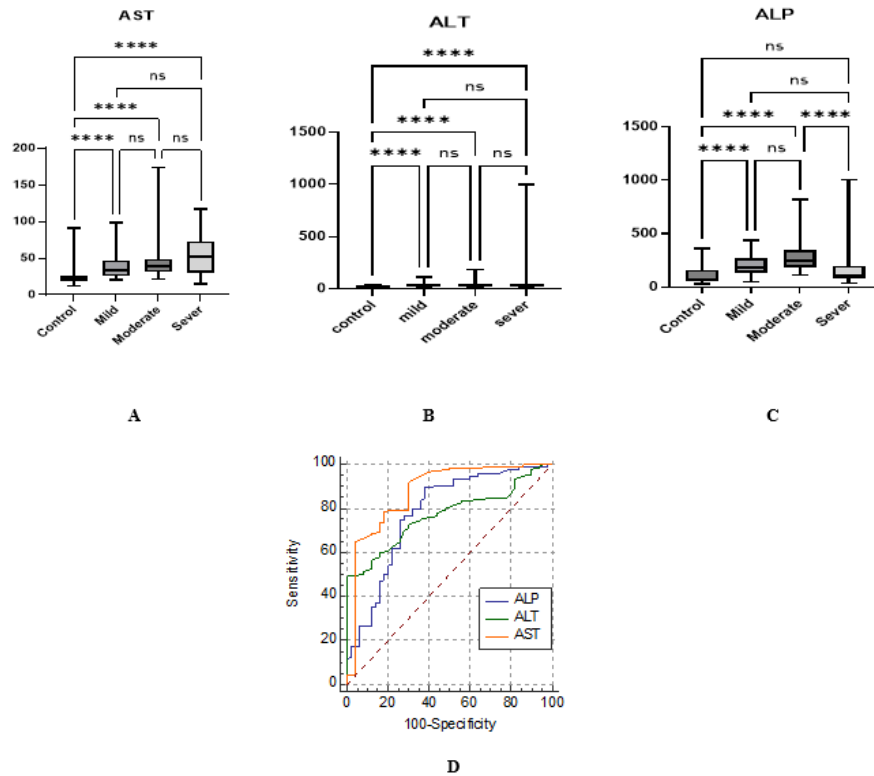 AST
****
ns
****
****
ns
ns
200
150
100
50
0
Control
Mild
Moderate
Sever
A
ALT
****
ns
****
****
ns
ns
1500
1000
500
0
control
mild
moderate
sever
B
ALP
ns
ns
****
****
****
ns
1500
1000
500
0
Control
Mild
Moderate
Sever
C
100
80
60
40
20
0
Sensitivity
ALP
ALT
AST
0 20 40 60 80 100
100-Specificity
D